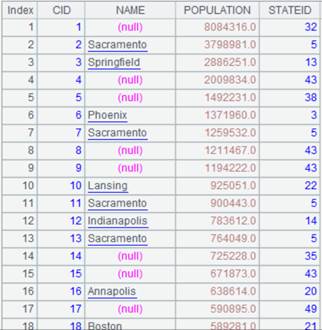 Index CID NAME POPULATION STATEID
1 1 (null) 8084316.0 32
2 2 Sacramento 3798981.0 5
3 3 Springfield 2886251.0 13
4 4 (null) 2009834.0 43
5 5 (null) 1492231.0 38
6 6 Phoenix 1371960.0 3
7 7 Sacramento 1259532.0 5
8 8 (null) 1211467.0 43
9 9 (null) 1194222.0 43
10 10 Lansing 925051.0 22
11 11 Sacramento 900443.0 5
12 12 Indianapolis 783612.0 14
13 13 Sacramento 764049.0 5
14 14 (null) 725228.0 35
15 15 (null) 671873.0 43
16 16 Annapolis 638614.0 20
17 17 (null) 590895.0 49
18 18 Boston 589281.0 21